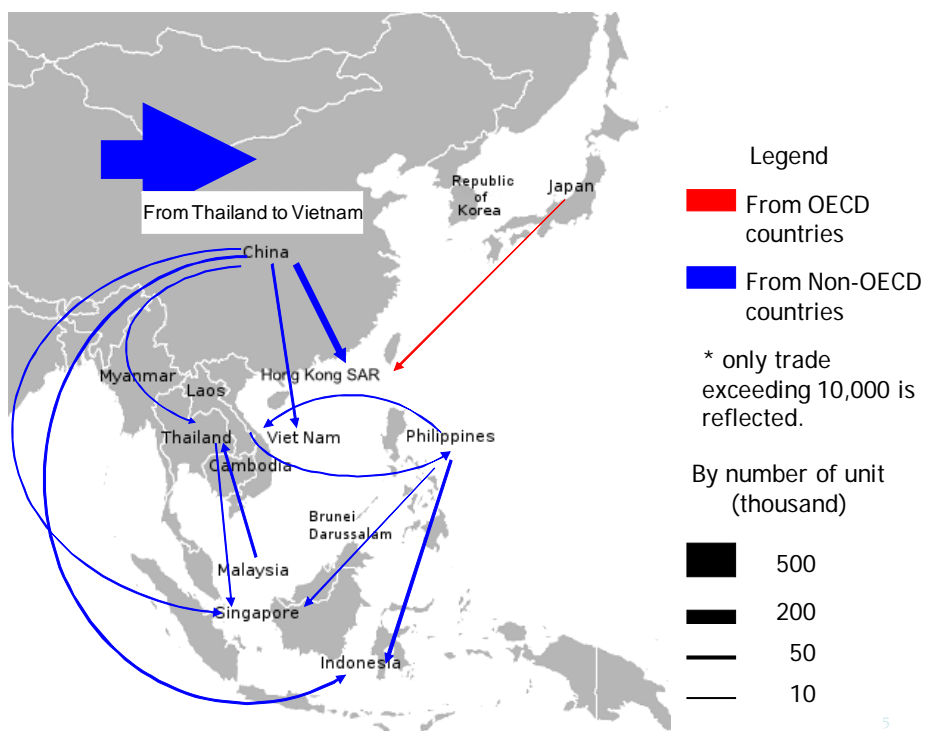 From Thailand to Vietnam
Republic
of
Korea
Japan
China
Myanmar
Laos
Hong Kong SAR
Thailand
Viet Nam
Philippines
Cambodia
Brunei
Darussalam
Malaysia
Singapore
Indonesia
Legend
From OECD
countries
From Non-OECD
countries
* only trade
exceeding 10,000 is
reflected.
By number of unit
(thousand)
500
200
50
10
5